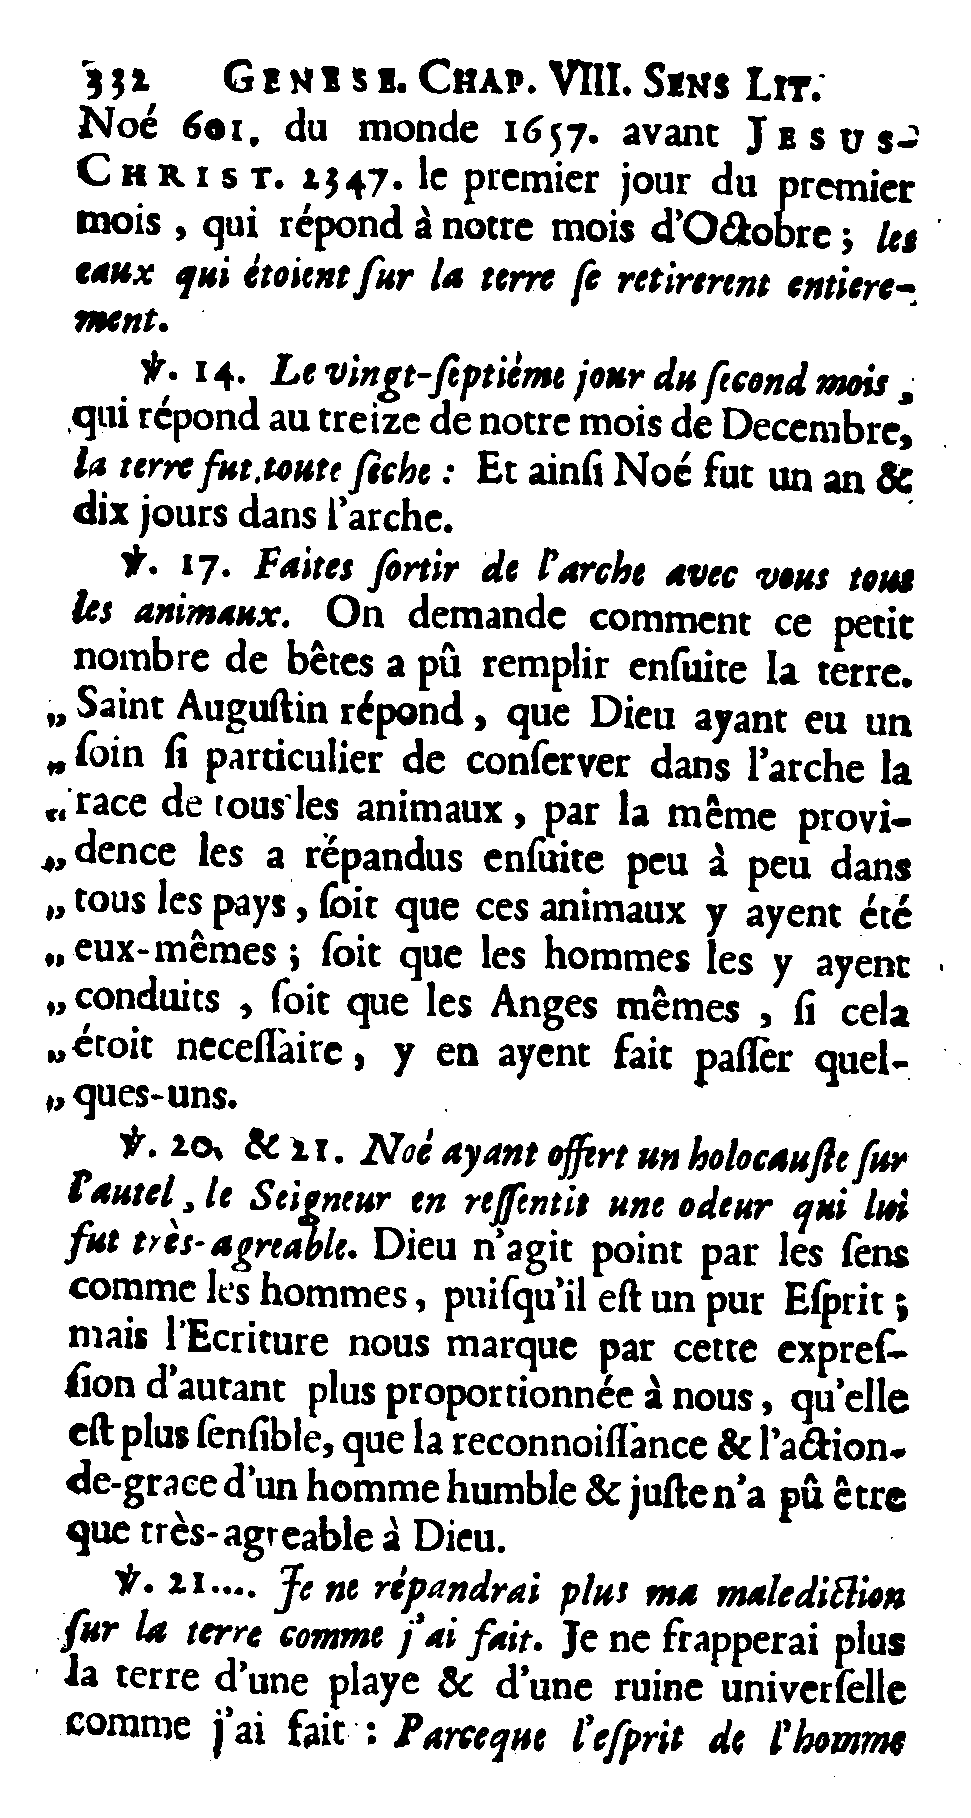 332 GENESE. CHAP. VIII. SENS LIT.
Noé 601. du monde 1657. avant JESUS-
CHRIST. 2347. le premier jour du premier
mois, qui répond à notre mois d'Octobre; les
eaux qui étoient ſur la terre ſe retirerent entiere-
ment.
℣. 14. Le vingt-ſeptiéme jour du ſecond mois,
qui répond au treize de notre mois de Decembre,
la terre fut toute ſeche : Et ainſi Noé fut un an &
dix jours dans l'arche.
℣. 17. Faites ſortir de l'arche avec vous tous
les animaux. On demande comment ce petit
nombre de bêtes a pû remplir enſuite la terre.
„ Saint Auguſtin répond, que Dieu ayant eu un
„ ſoin ſi particulier de conſerver dans l'arche la
„ race de tous les animaux, par la même provi-
„ dence les a répandus enſuite peu à peu dans
„ tous les pays, ſoit que ces animaux y ayent été
„ eux-mêmes; ſoit que les hommes les y ayent
„ conduits, ſoit que les Anges mêmes, ſi cela
„ étoit neceſſaire, y en ayent fait paſſer quel-
„ ques-uns.
℣. 20. & 21. Noé ayant offert un holocauſte ſur
l'autel, le Seigneur en reſſentit une odeur qui lui
fut très-agreable. Dieu n'agit point par les ſens
comme les hommes, puiſqu'il eſt un pur Eſprit;
mais l'Ecriture nous marque par cette expreſ-
ſion d'autant plus proportionnée à nous, qu'elle
eſt plus ſenſible, que la reconnoiſſance & l'action-
de-grace d'un homme humble & juſte n'a pû être
que très-agreable à Dieu.
℣. 21.... Je ne répandrai plus ma malediction
ſur la terre comme j'ai fait. Je ne frapperai plus
la terre d'une playe & d'une ruine univerſelle
comme j'ai fait : Parceque l'eſprit de l'homme